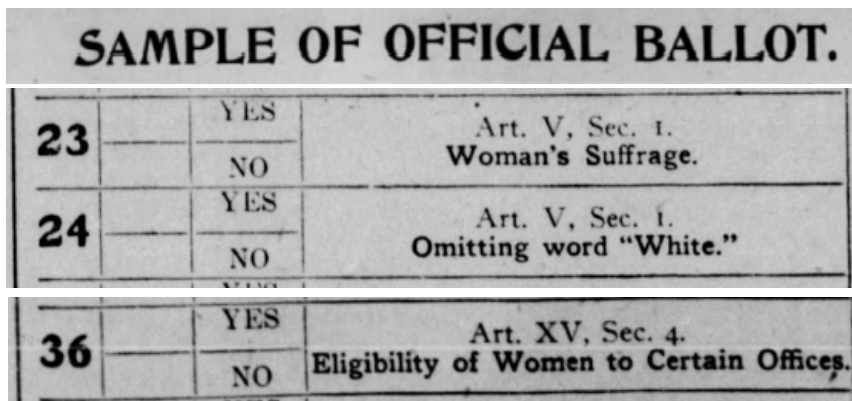 SAMPLE OF OFFICIAL BALLOT.
23 YES Art. V, Sec. 1.
NO Woman's Suffrage.
24 YES Art. V, Sec. 1.
NO Omitting word "White."
36 YES Art. XV, Sec. 4.
NO Eligibility of Women to Certain Offices.